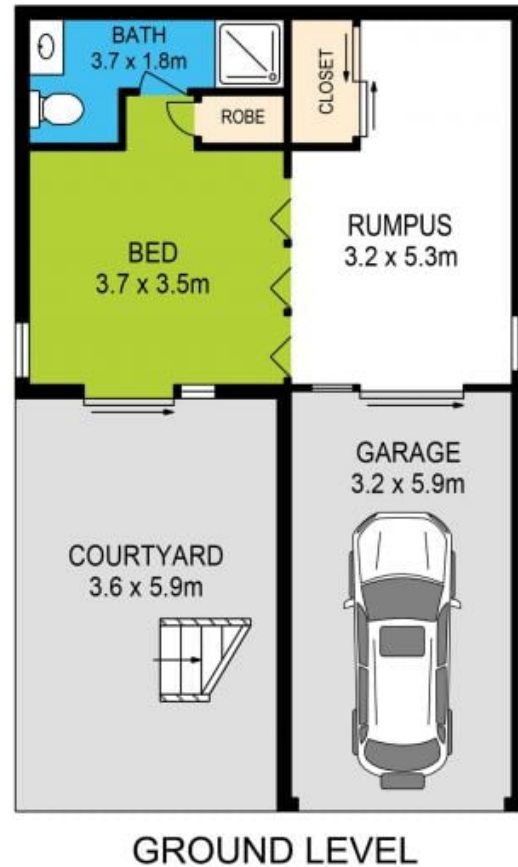 BATH
3.7 x 1.8m
CLOSET
ROBE
BED
3.7 x 3.5m
RUMPUS
3.2 x 5.3m
GARAGE
3.2 x 5.9m
COURTYARD
3.6 x 5.9m
GROUND LEVEL